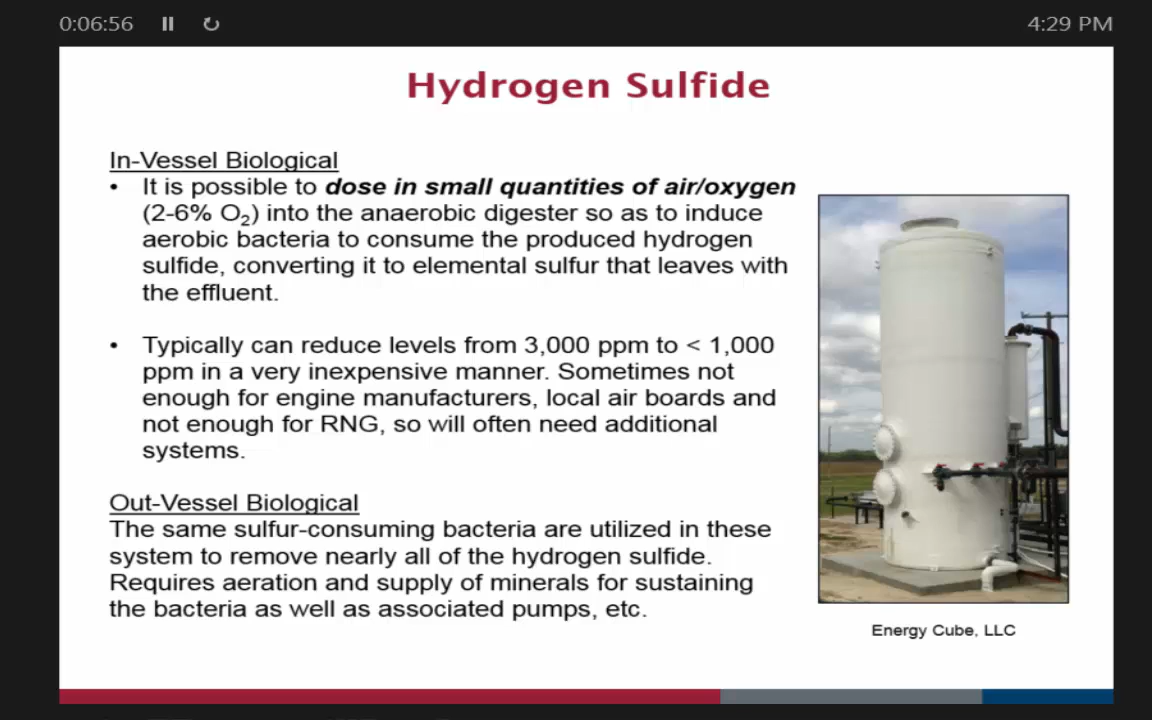 0:06:56
4:29 PM
Hydrogen Sulfide
In-Vessel Biological
• It is possible to dose in small quantities of air/oxygen
(2-6% O₂) into the anaerobic digester so as to induce
aerobic bacteria to consume the produced hydrogen
sulfide, converting it to elemental sulfur that leaves with
the effluent.
• Typically can reduce levels from 3,000 ppm to < 1,000
ppm in a very inexpensive manner. Sometimes not
enough for engine manufacturers, local air boards and
not enough for RNG, so will often need additional
systems.
Out-Vessel Biological
The same sulfur-consuming bacteria are utilized in these
system to remove nearly all of the hydrogen sulfide.
Requires aeration and supply of minerals for sustaining
the bacteria as well as associated pumps, etc.
Energy Cube, LLC